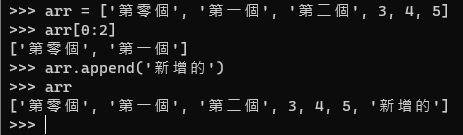 >>> arr = ['第零個', '第一個', '第二個', 3, 4, 5]
>>> arr[0:2]
['第零個', '第一個']
>>> arr.append('新增的')
>>> arr
['第零個', '第一個', '第二個', 3, 4, 5, '新增的']
>>>